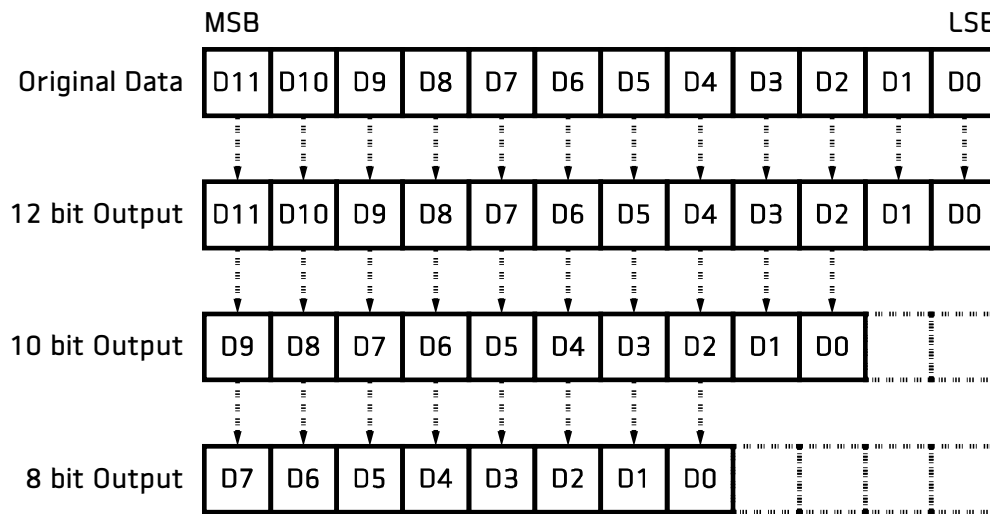 MSB LSB
Original Data D11 D10 D9 D8 D7 D6 D5 D4 D3 D2 D1 D0
12 bit Output D11 D10 D9 D8 D7 D6 D5 D4 D3 D2 D1 D0
10 bit Output D9 D8 D7 D6 D5 D4 D3 D2 D1 D0
8 bit Output D7 D6 D5 D4 D3 D2 D1 D0